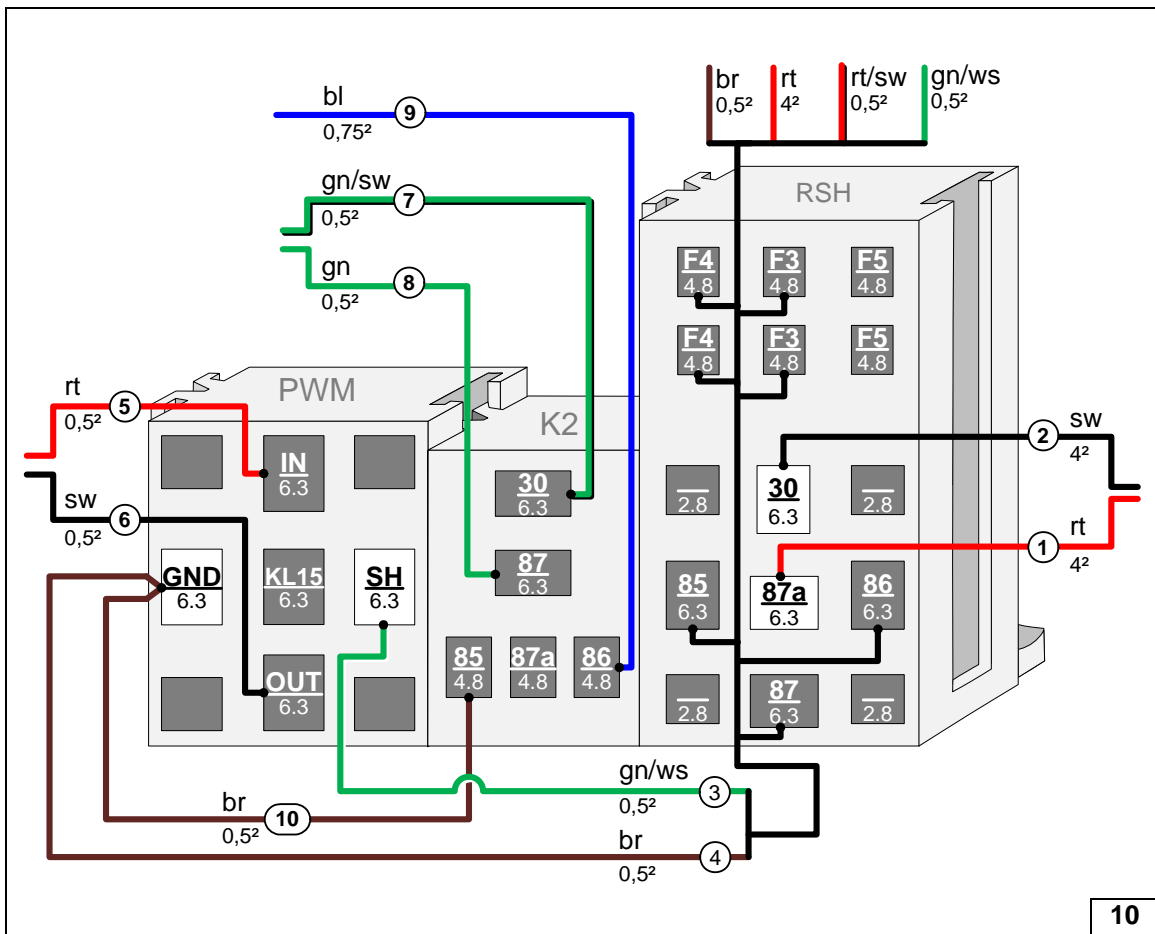 br
rt
rt/sw
gn/ws
0,5²
4²
0,5²
0,5²
bl
9
0,75²
gn/sw
7
0,5²
gn
8
0,5²
RSH
F4
4.8
F3
4.8
F5
4.8
F4
4.8
F3
4.8
F5
4.8
PWM
K2
rt
5
0,5²
sw
6
0,5²
IN
6.3
30
6.3
2.8
30
6.3
2.8
2
sw
4²
1
rt
4²
GND
6.3
KL15
6.3
SH
6.3
87
6.3
85
6.3
87a
6.3
86
6.3
OUT
6.3
85
4.8
87a
4.8
86
4.8
2.8
87
6.3
2.8
gn/ws
3
0,5²
br
10
0,5²
br
4
0,5²
10